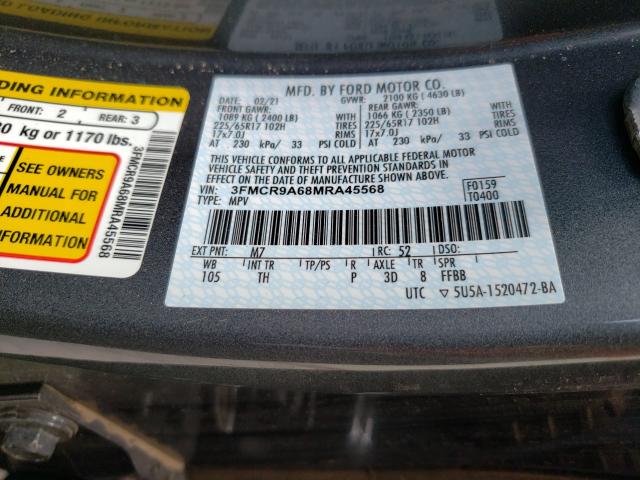 DING INFORMATION
FRONT: 2
REAR: 3
kg or 1170 lbs.
SEE OWNERS
MANUAL FOR
ADDITIONAL
INFORMATION
3FMCR9A68MRA45568
MFD. BY FORD MOTOR CO.
DATE: 02/21 GVWR: 2100 KG ( 4630 LB)
FRONT GAWR: REAR GAWR:
1089 KG ( 2400 LB) 1066 KG ( 2350 LB)
225/65R17 102H TIRES 225/65R17 102H TIRES
17x7.0J RIMS 17x7.0J RIMS
AT 230 kPa/ 33 PSI COLD AT 230 kPa/ 33 PSI COLD
THIS VEHICLE CONFORMS TO ALL APPLICABLE FEDERAL MOTOR
VEHICLE SAFETY AND THEFT PREVENTION STANDARDS IN
EFFECT ON THE DATE OF MANUFACTURE SHOWN ABOVE.
VIN: 3FMCR9A68MRA45568 F0159
TYPE: MPV T0400
EXT PNT: M7 RC: 52 DSO:
WB INT TR TP/PS R AXLE TR SPR
105 TH P 3D 8 FFBB
UTC ▽ 5U5A-1520472-BA